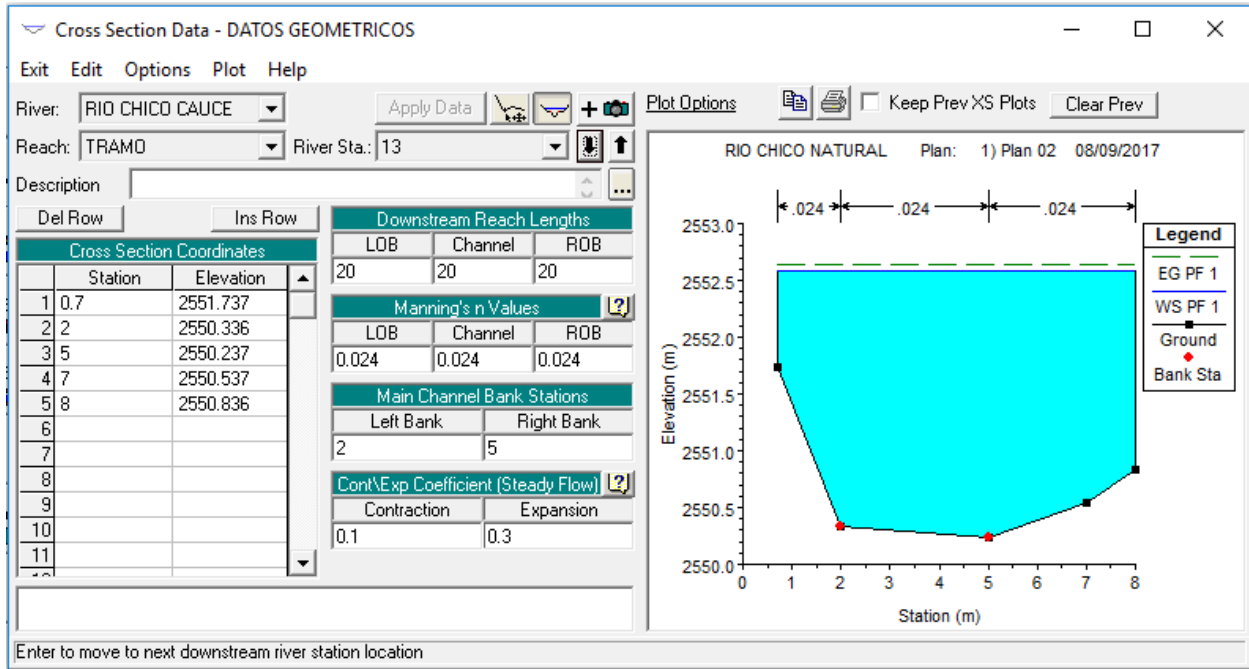 Cross Section Data - DATOS GEOMETRICOS
Exit Edit Options Plot Help
River: RIO CHICO CAUCE
Apply Data
Reach: TRAMO
River Sta.: 13
Description
...
Del Row
Ins Row
Cross Section Coordinates
Station Elevation
1 0.7 2551.737
2 2 2550.336
3 5 2550.237
4 7 2550.537
5 8 2550.836
6
7
8
9
10
11
Downstream Reach Lengths
LOB Channel ROB
20 20 20
Manning's n Values
LOB Channel ROB
0.024 0.024 0.024
Main Channel Bank Stations
Left Bank Right Bank
2 5
Cont\Exp Coefficient (Steady Flow)
Contraction Expansion
0.1 0.3
Plot Options
Keep Prev XS Plots
Clear Prev
RIO CHICO NATURAL Plan: 1) Plan 02 08/09/2017
.024 .024 .024
2553.0
2552.5
2552.0
2551.5
2551.0
2550.5
2550.0
Elevation (m)
0 1 2 3 4 5 6 7 8
Station (m)
Legend
EG PF 1
WS PF 1
Ground
Bank Sta
Enter to move to next downstream river station location